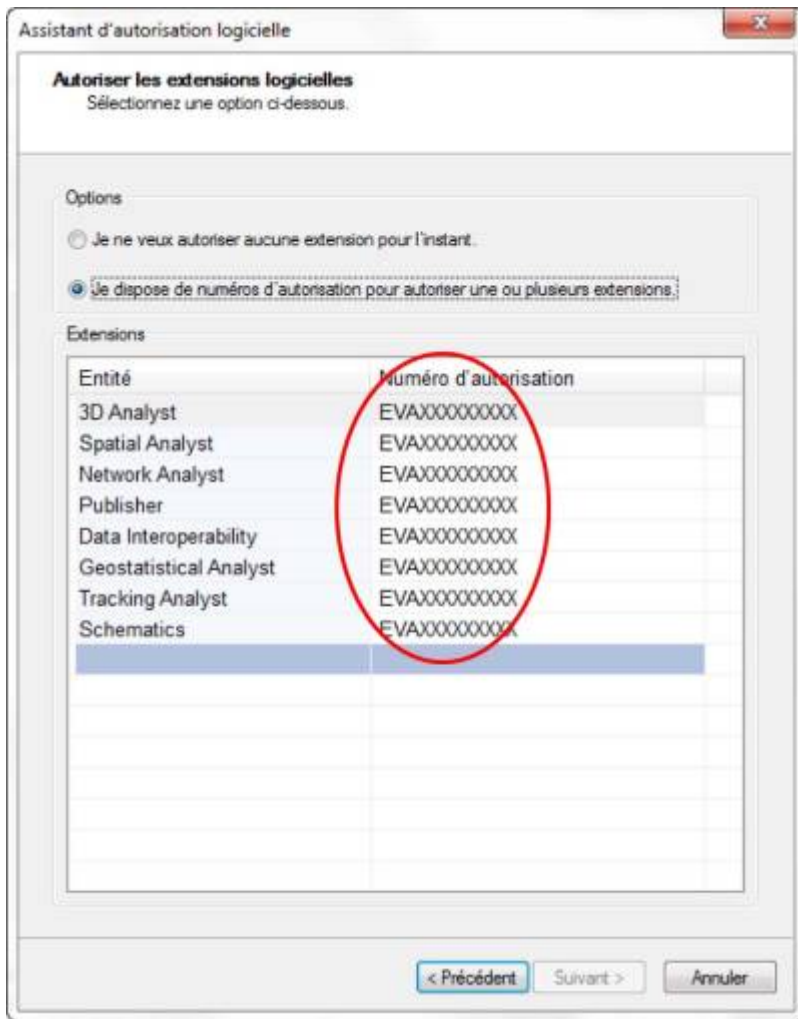 Assistant d'autorisation logicielle
Autoriser les extensions logicielles
Sélectionnez une option ci-dessous.
Options
Je ne veux autoriser aucune extension pour l'instant.
Je dispose de numéros d'autorisation pour autoriser une ou plusieurs extensions.
Extensions
Entité Numéro d'autorisation
3D Analyst EVAXXXXXXXXX
Spatial Analyst EVAXXXXXXXXX
Network Analyst EVAXXXXXXXXX
Publisher EVAXXXXXXXXX
Data Interoperability EVAXXXXXXXXX
Geostatistical Analyst EVAXXXXXXXXX
Tracking Analyst EVAXXXXXXXXX
Schematics EVAXXXXXXXXX
< Précédent Suivant > Annuler